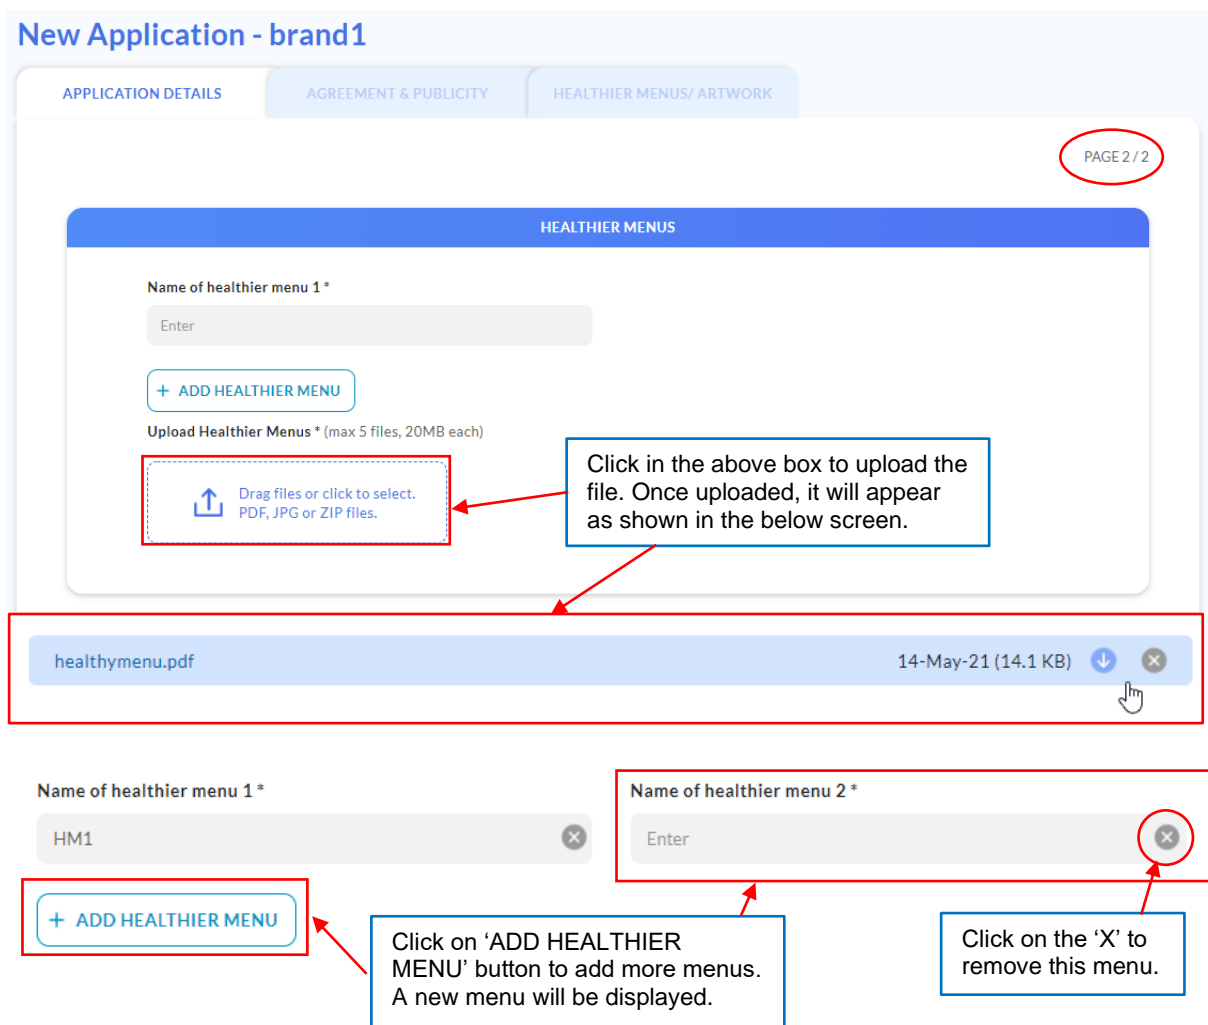 New Application - brand1
APPLICATION DETAILS
AGREEMENT & PUBLICITY
HEALTHIER MENUS/ ARTWORK
PAGE 2 / 2
HEALTHIER MENUS
Name of healthier menu 1 *
Enter
+ ADD HEALTHIER MENU
Upload Healthier Menus * (max 5 files, 20MB each)
Drag files or click to select.
PDF, JPG or ZIP files.
Click in the above box to upload the
file. Once uploaded, it will appear
as shown in the below screen.
healthymenu.pdf
14-May-21 (14.1 KB)
Name of healthier menu 1 *
HM1
Name of healthier menu 2 *
Enter
+ ADD HEALTHIER MENU
Click on ‘ADD HEALTHIER
MENU’ button to add more menus.
A new menu will be displayed.
Click on the ‘X’ to
remove this menu.